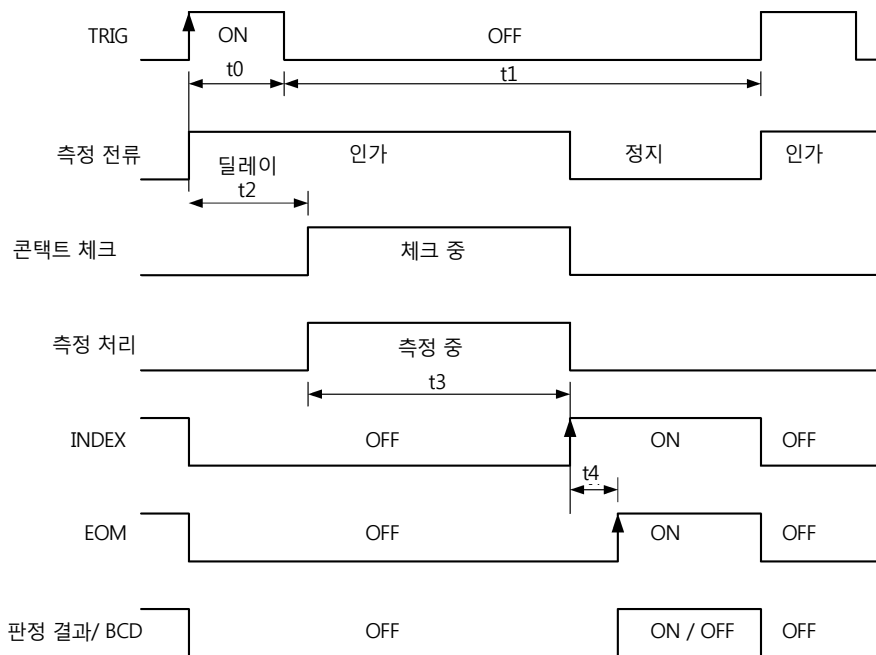 TRIG
ON
OFF
t0
t1
측정 전류
딜레이
인가
정지
인가
t2
콘택트 체크
체크 중
측정 처리
측정 중
t3
INDEX
OFF
ON
OFF
t4
EOM
OFF
ON
OFF
판정 결과/ BCD
OFF
ON / OFF
OFF